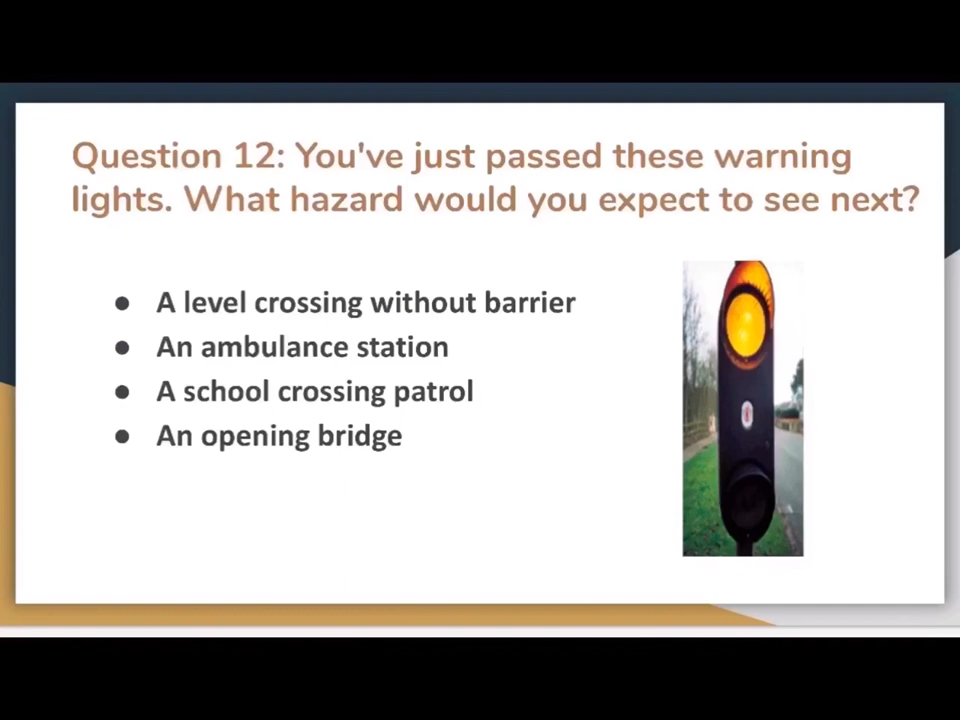 Question 12: You've just passed these warning
lights. What hazard would you expect to see next?
● A level crossing without barrier
● An ambulance station
● A school crossing patrol
● An opening bridge